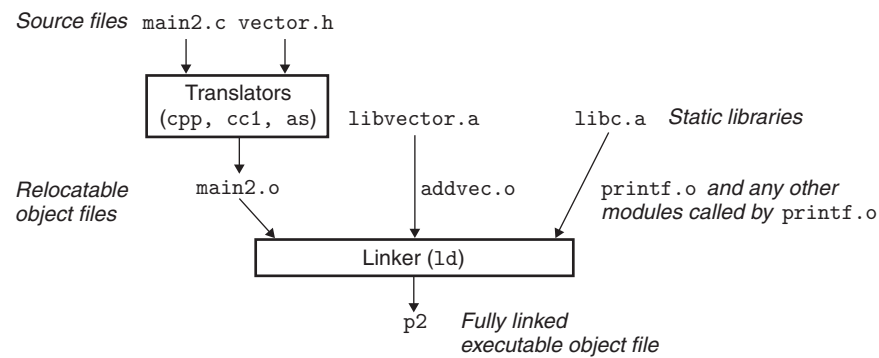 Source files main2.c vector.h
Translators
(cpp, cc1, as)
libvector.a
libc.a Static libraries
Relocatable
object files
main2.o
addvec.o
printf.o and any other
modules called by printf.o
Linker (ld)
p2
Fully linked
executable object file